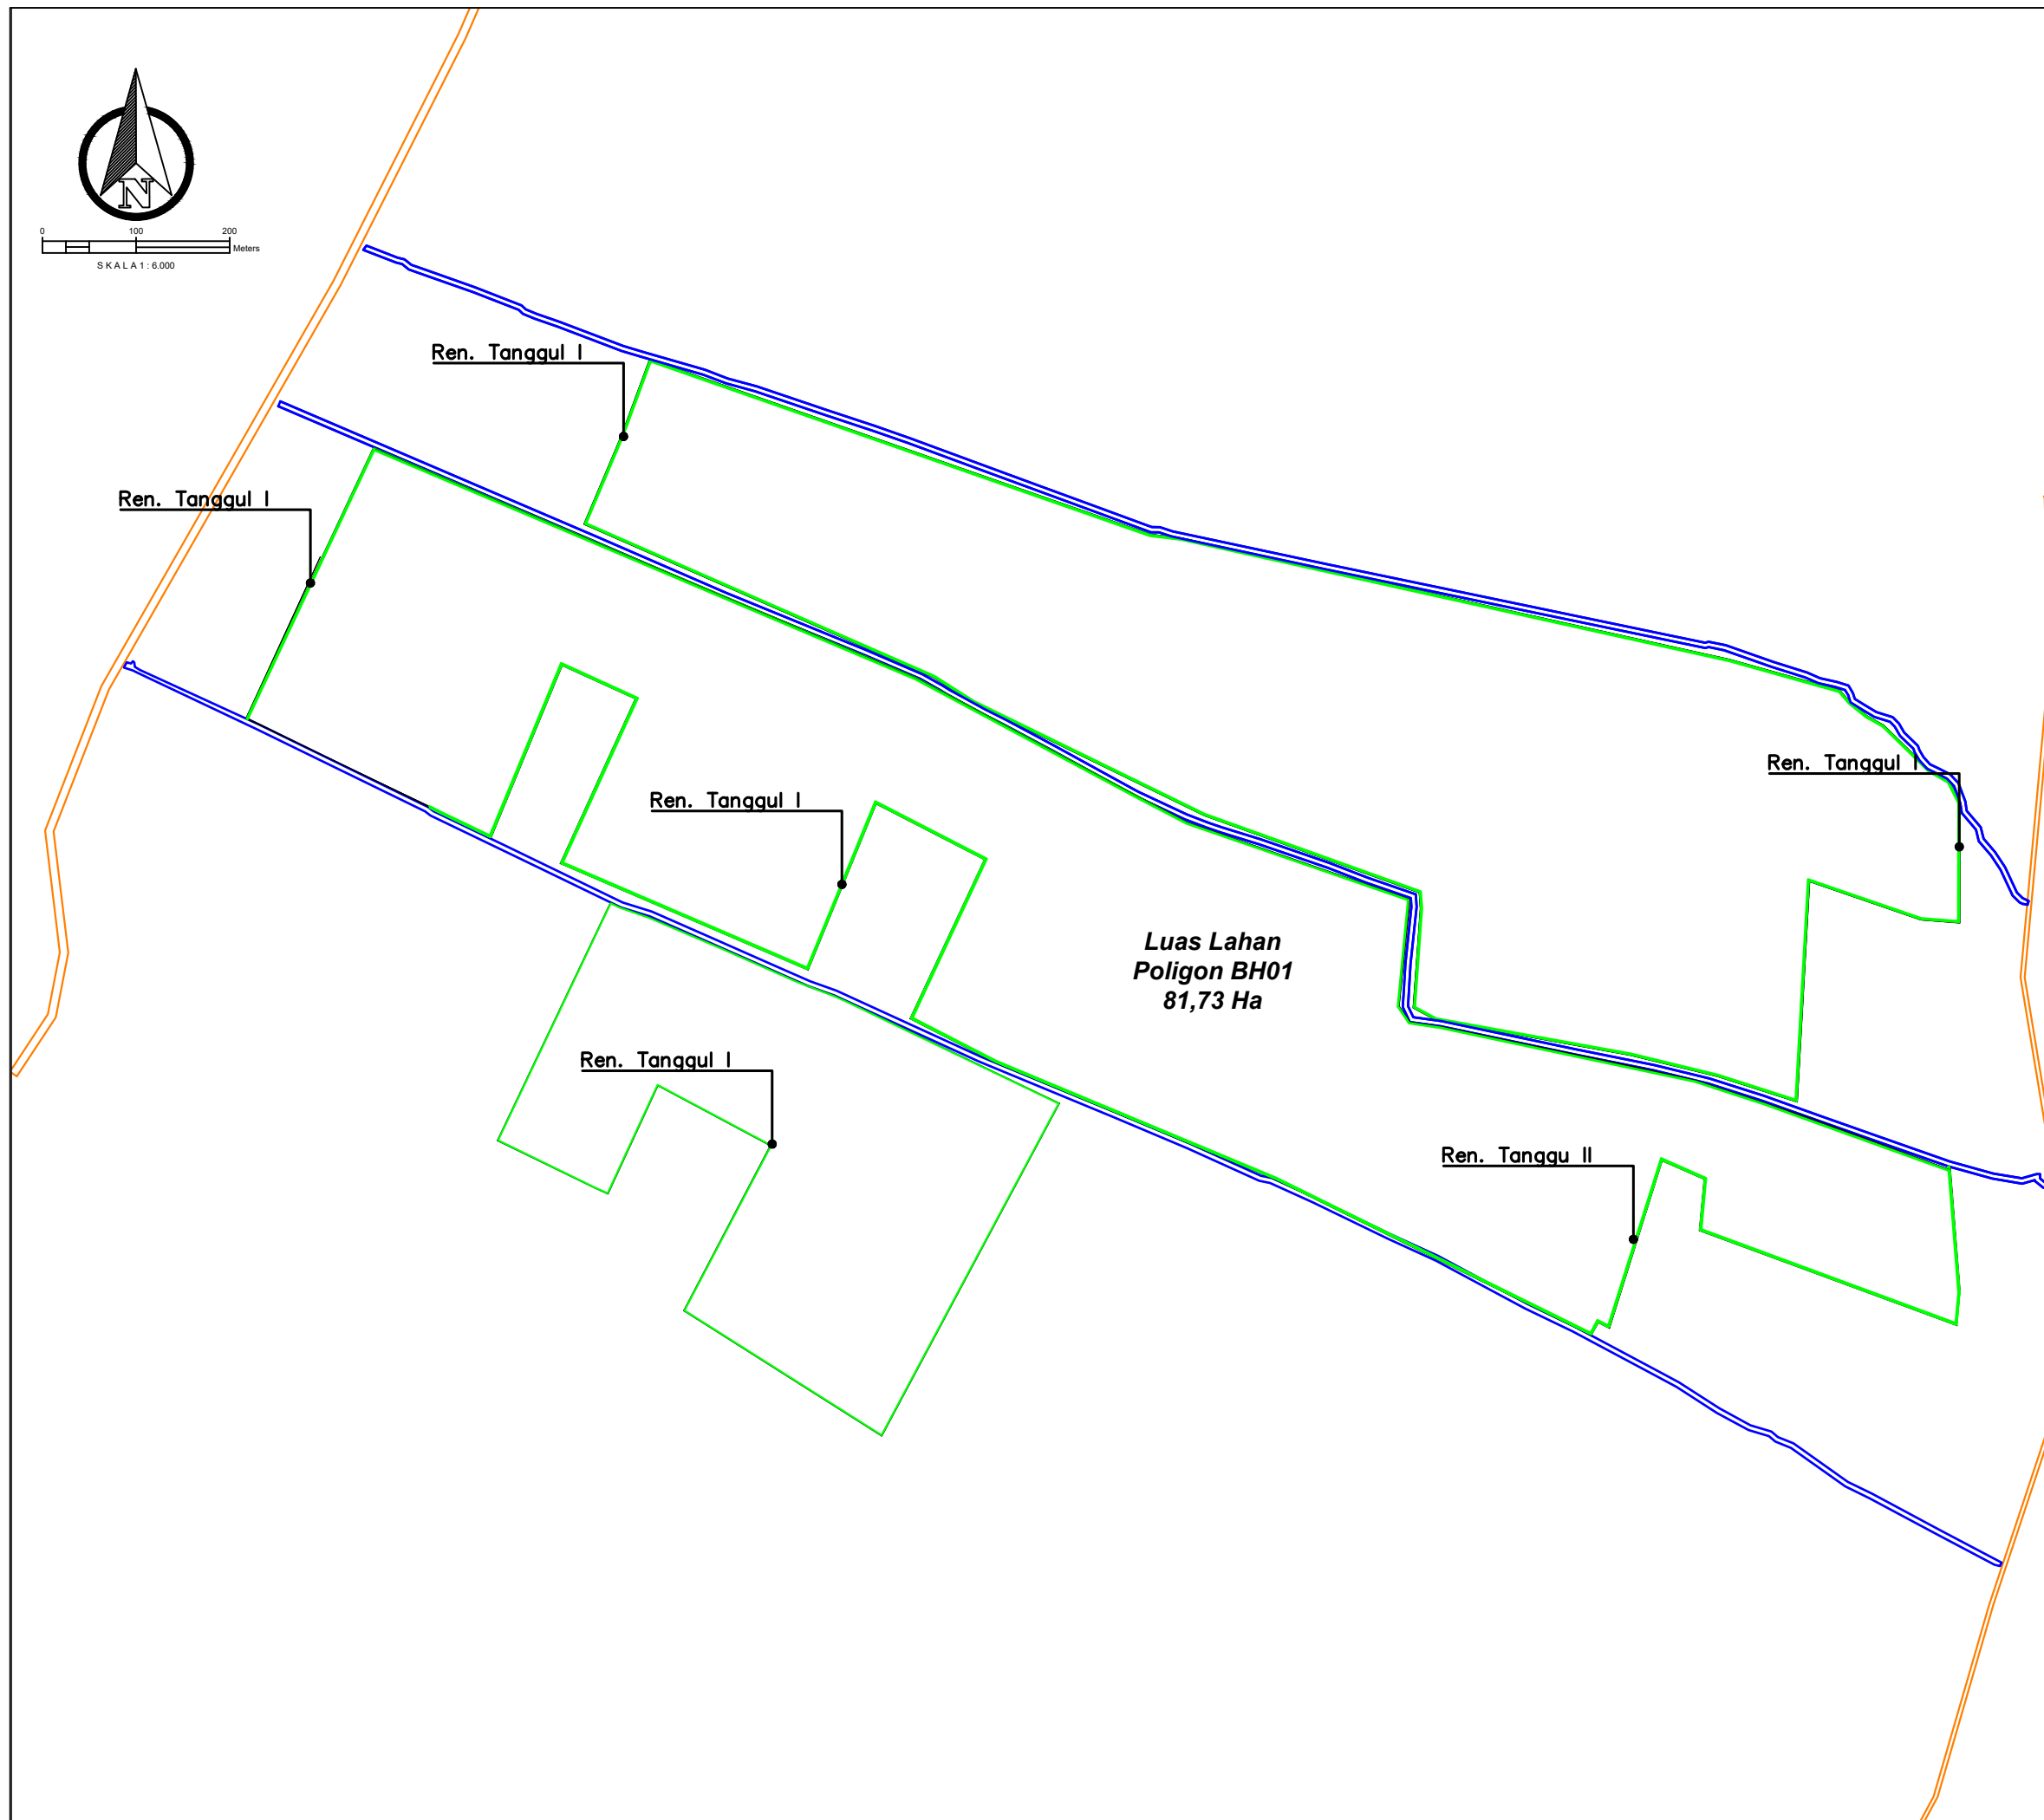 N
0 100 200
Meters
S K A L A 1 : 6.000
Ren. Tanggul I
Ren. Tanggul I
Ren. Tanggul I
Ren. Tanggul I
Luas Lahan
Poligon BH01
81,73 Ha
Ren. Tanggul I
Ren. Tanggu II